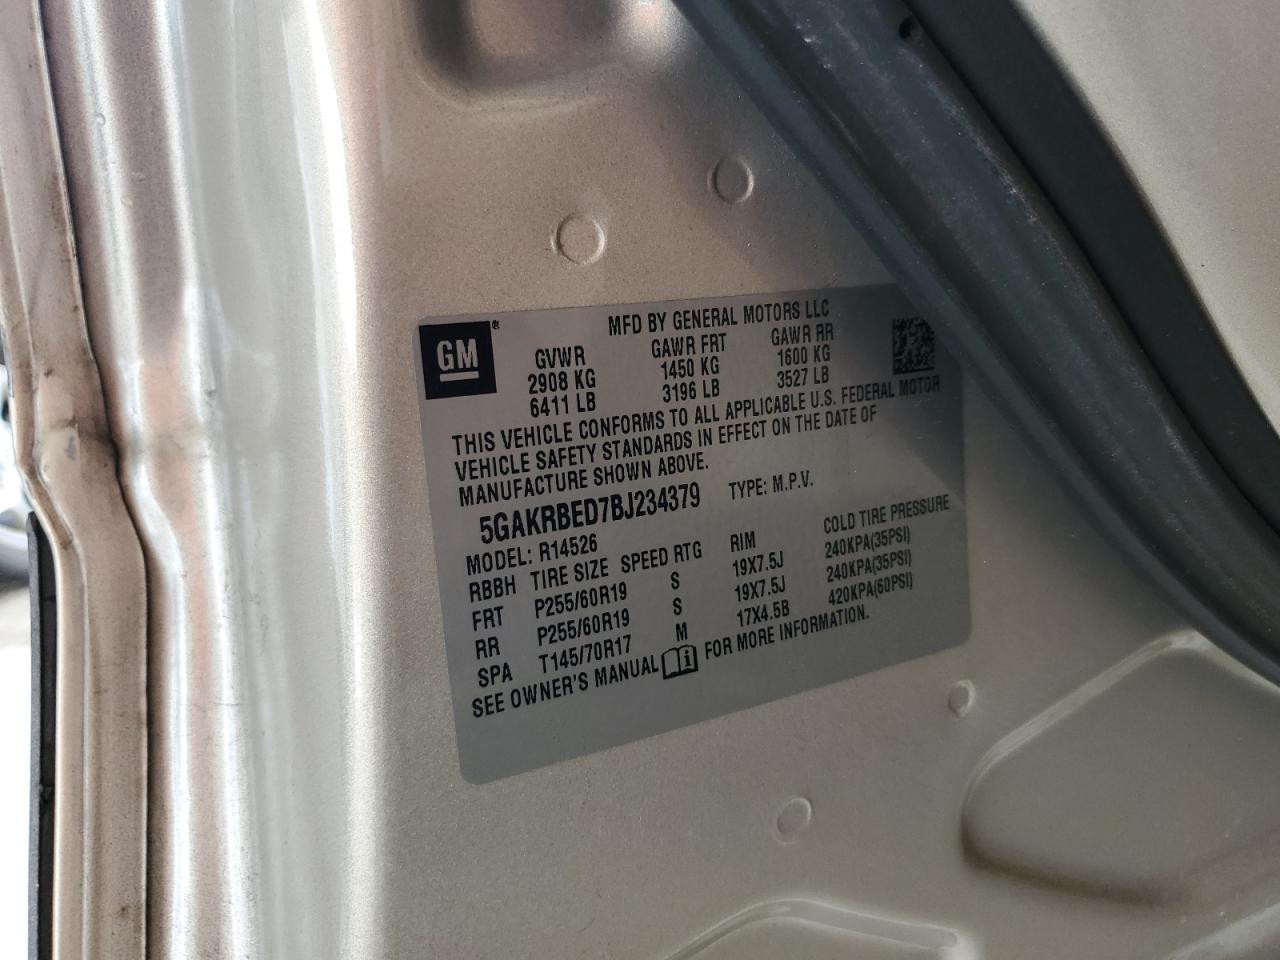 GM®
MFD BY GENERAL MOTORS LLC
GVWR GAWR FRT GAWR RR
2908 KG 1450 KG 1600 KG
6411 LB 3196 LB 3527 LB
THIS VEHICLE CONFORMS TO ALL APPLICABLE U.S. FEDERAL MOTOR
VEHICLE SAFETY STANDARDS IN EFFECT ON THE DATE OF
MANUFACTURE SHOWN ABOVE.
5GAKRBED7BJ234379 TYPE: M.P.V.
MODEL: R14526
RBBH TIRE SIZE SPEED RTG RIM COLD TIRE PRESSURE
FRT P255/60R19 S 19X7.5J 240KPA(35PSI)
RR P255/60R19 S 19X7.5J 240KPA(35PSI)
SPA T145/70R17 M 17X4.5B 420KPA(60PSI)
SEE OWNER'S MANUAL FOR MORE INFORMATION.